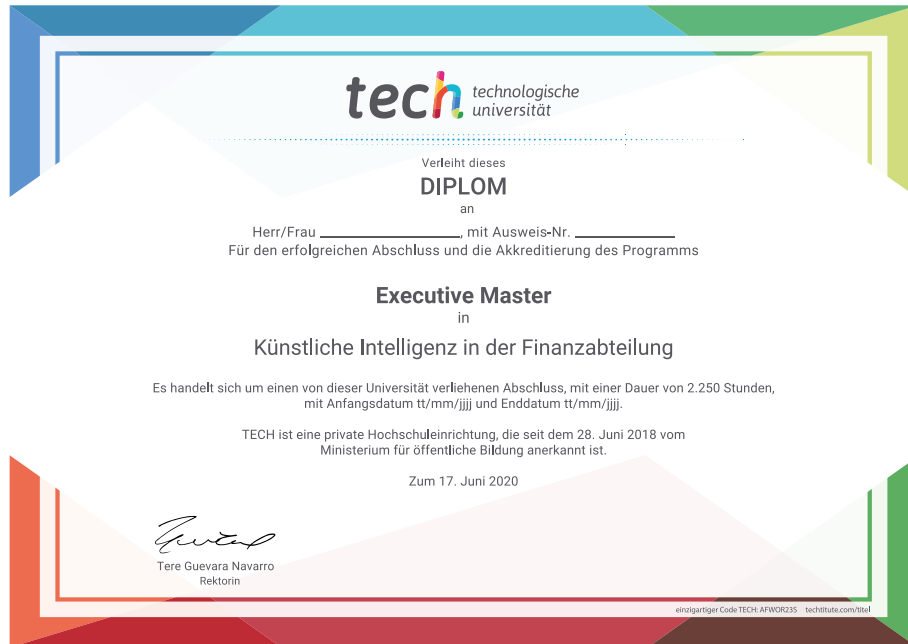 tech technologische
universität
Verleiht dieses
DIPLOM
an
Herr/Frau ____________________, mit Ausweis-Nr. ______________
Für den erfolgreichen Abschluss und die Akkreditierung des Programms
Executive Master
in
Künstliche Intelligenz in der Finanzabteilung
Es handelt sich um einen von dieser Universität verliehenen Abschluss, mit einer Dauer von 2.250 Stunden,
mit Anfangsdatum tt/mm/jjjj und Enddatum tt/mm/jjjj.
TECH ist eine private Hochschuleinrichtung, die seit dem 28. Juni 2018 vom
Ministerium für öffentliche Bildung anerkannt ist.
Zum 17. Juni 2020
Tere Guevara Navarro
Rektorin
einzigartiger Code TECH: AFWOR23S techtitute.com/titel